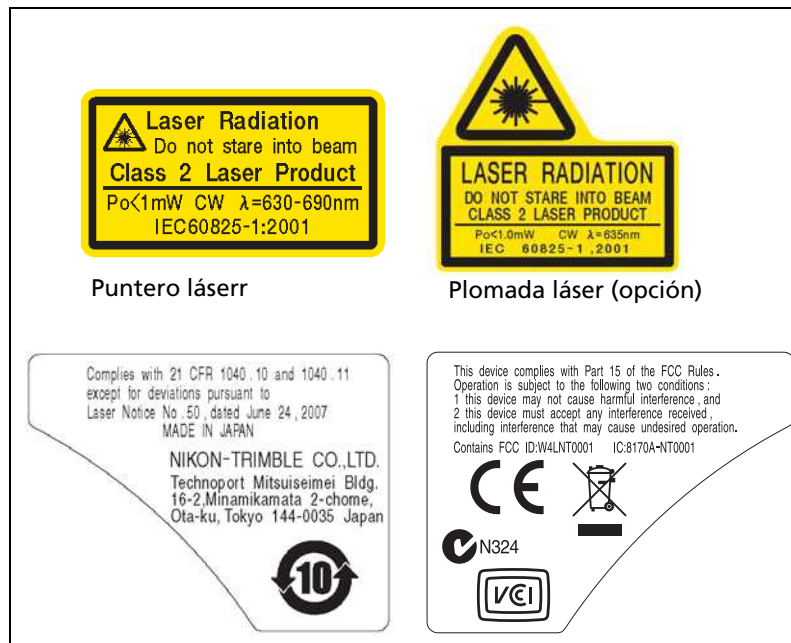 Laser Radiation
Do not stare into beam
Class 2 Laser Product
Po<1mW CW λ=630-690nm
IEC60825-1:2001
Puntero láserr
LASER RADIATION
DO NOT STARE INTO BEAM
CLASS 2 LASER PRODUCT
Po<1.0mW CW λ=635nm
IEC 60825-1 ,2001
Plomada láser (opción)
Complies with 21 CFR 1040.10 and 1040.11
except for deviations pursuant to
Laser Notice No.50, dated June 24, 2007
MADE IN JAPAN
NIKON-TRIMBLE CO.,LTD.
Technoport Mitsuiseimei Bldg.
16-2,Minamikamata 2-chome,
Ota-ku, Tokyo 144-0035 Japan
10
This device complies with Part 15 of the FCC Rules.
Operation is subject to the following two conditions:
1 this device may not cause harmful interference, and
2 this device must accept any interference received,
including interference that may cause undesired operation.
Contains FCC ID:W4LNT0001 IC:8170A-NT0001
CE
N324
VCI